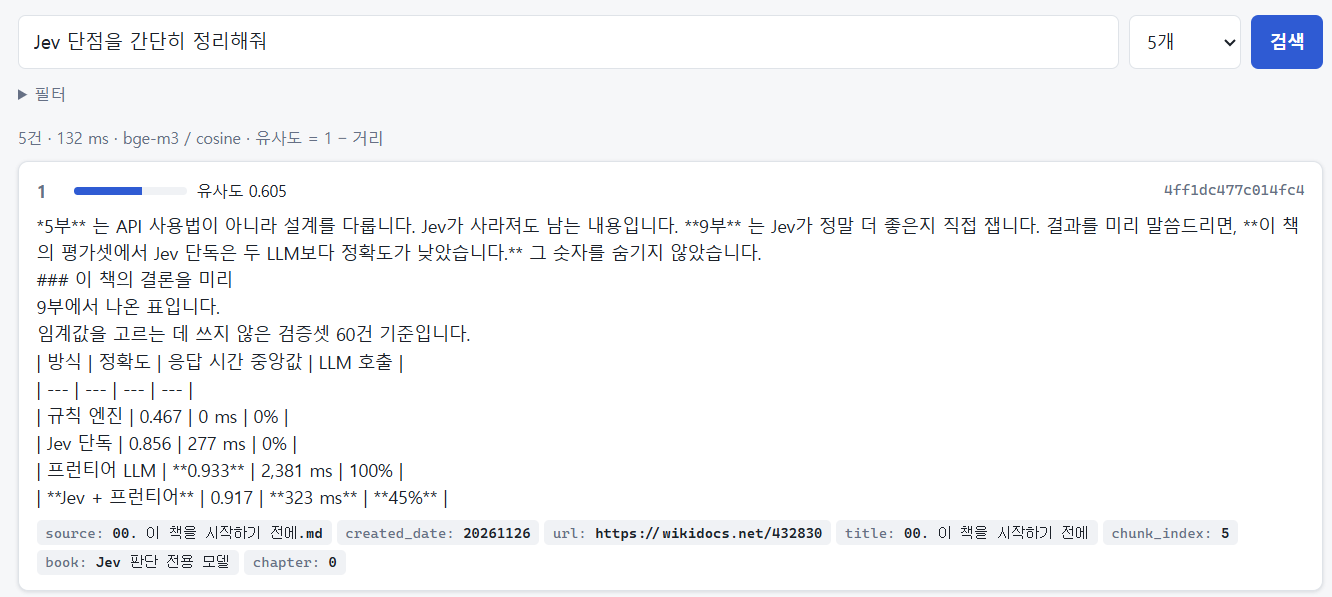 Jev 단점을 간단히 정리해줘
5개
검색
▶ 필터
5건 · 132 ms · bge-m3 / cosine · 유사도 = 1 − 거리
1 유사도 0.605 4ff1dc477c014fc4
*5부** 는 API 사용법이 아니라 설계를 다룹니다. Jev가 사라져도 남는 내용입니다. **9부** 는 Jev가 정말 더 좋은지 직접 잽니다. 결과를 미리 말씀드리면, **이 책
의 평가셋에서 Jev 단독은 두 LLM보다 정확도가 낮았습니다.** 그 숫자를 숨기지 않았습니다.
### 이 책의 결론을 미리
9부에서 나온 표입니다.
임계값을 고르는 데 쓰지 않은 검증셋 60건 기준입니다.
| 방식 | 정확도 | 응답 시간 중앙값 | LLM 호출 |
| --- | --- | --- | --- |
| 규칙 엔진 | 0.467 | 0 ms | 0% |
| Jev 단독 | 0.856 | 277 ms | 0% |
| 프런티어 LLM | **0.933** | 2,381 ms | 100% |
| **Jev + 프런티어** | 0.917 | **323 ms** | **45%** |
source: 00. 이 책을 시작하기 전에.md created_date: 20261126 url: https://wikidocs.net/432830 title: 00. 이 책을 시작하기 전에 chunk_index: 5
book: Jev 판단 전용 모델 chapter: 0